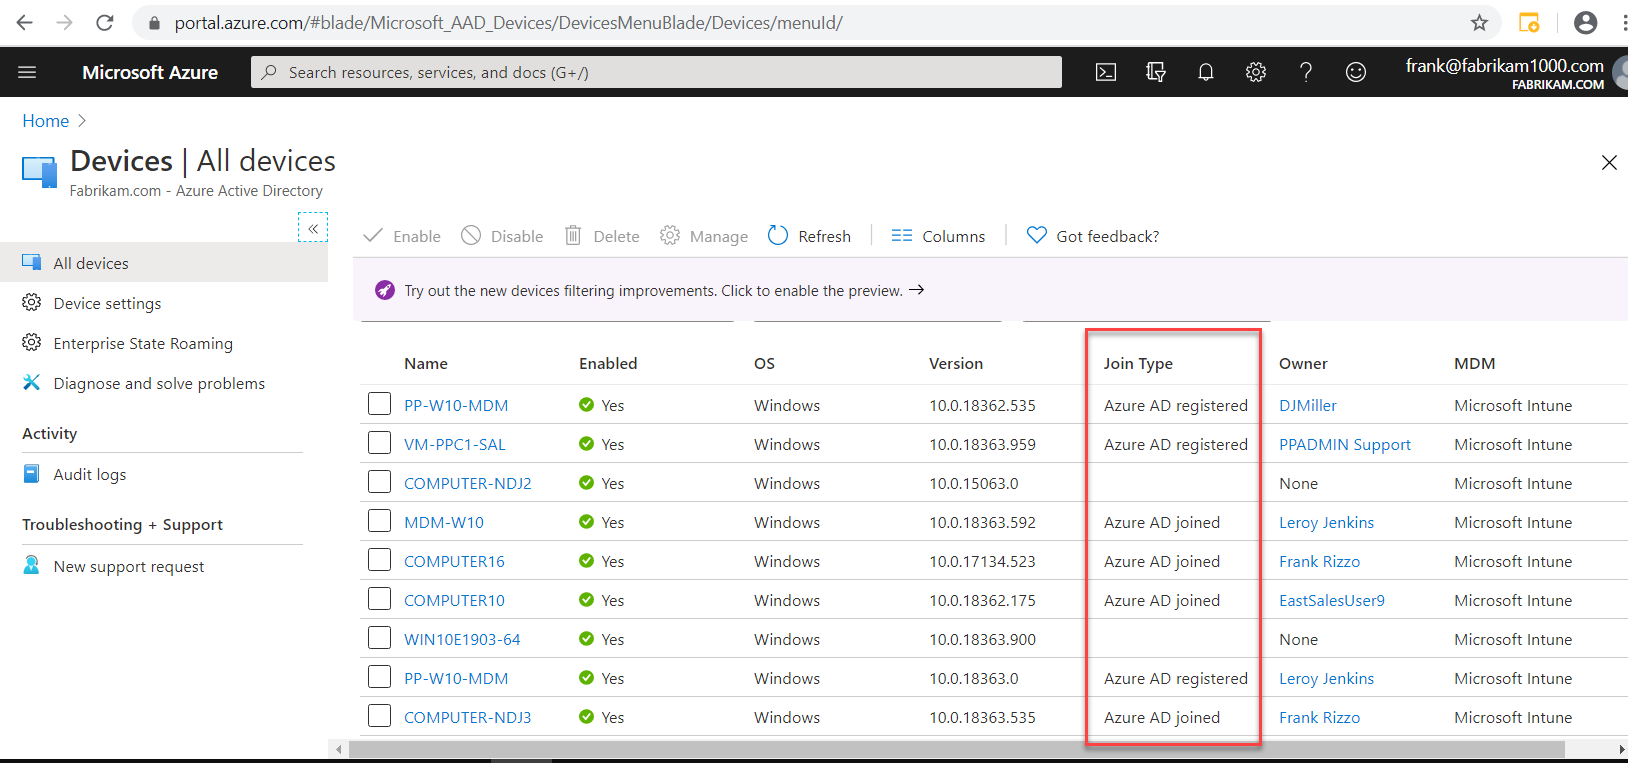 portal.azure.com/#blade/Microsoft_AAD_Devices/DevicesMenuBlade/Devices/menuId/
Microsoft Azure
Search resources, services, and docs (G+/)
frank@fabrikam1000.com
FABRIKAM.COM
Home >
Devices | All devices
Fabrikam.com - Azure Active Directory
«
All devices
Device settings
Enterprise State Roaming
Diagnose and solve problems
Activity
Audit logs
Troubleshooting + Support
New support request
Enable Disable Delete Manage Refresh Columns Got feedback?
Try out the new devices filtering improvements. Click to enable the preview. →
Name Enabled OS Version Join Type Owner MDM
PP-W10-MDM Yes Windows 10.0.18362.535 Azure AD registered DJMiller Microsoft Intune
VM-PPC1-SAL Yes Windows 10.0.18363.959 Azure AD registered PPADMIN Support Microsoft Intune
COMPUTER-NDJ2 Yes Windows 10.0.15063.0 None Microsoft Intune
MDM-W10 Yes Windows 10.0.18363.592 Azure AD joined Leroy Jenkins Microsoft Intune
COMPUTER16 Yes Windows 10.0.17134.523 Azure AD joined Frank Rizzo Microsoft Intune
COMPUTER10 Yes Windows 10.0.18362.175 Azure AD joined EastSalesUser9 Microsoft Intune
WIN10E1903-64 Yes Windows 10.0.18363.900 None Microsoft Intune
PP-W10-MDM Yes Windows 10.0.18363.0 Azure AD registered Leroy Jenkins Microsoft Intune
COMPUTER-NDJ3 Yes Windows 10.0.18363.535 Azure AD joined Frank Rizzo Microsoft Intune